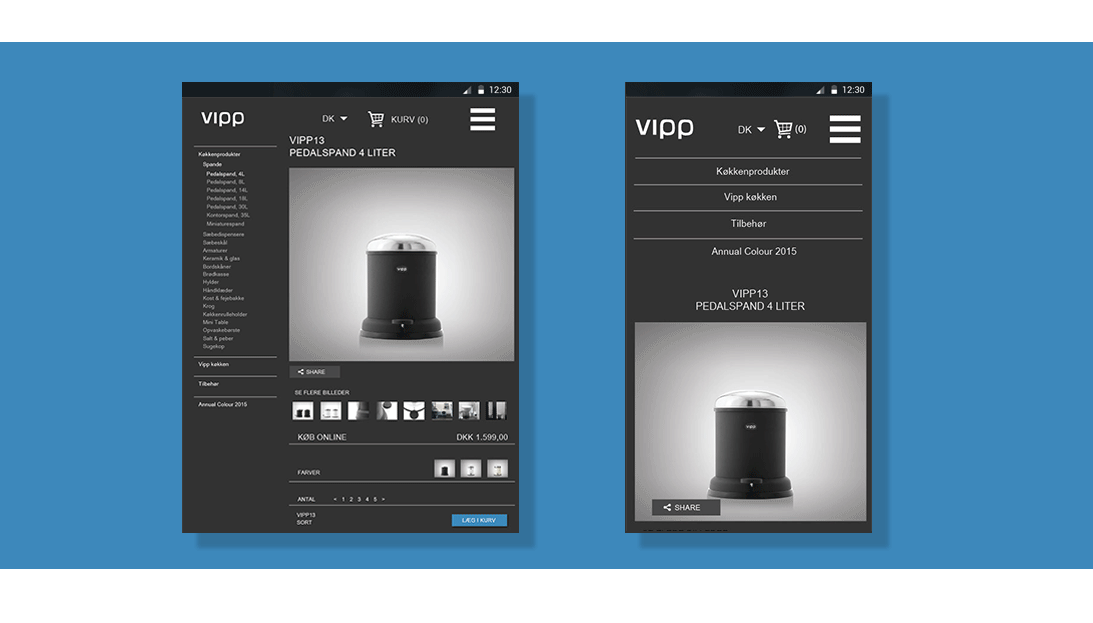 12:30
vipp
DK
KURV (0)
VIPP13
PEDALSPAND 4 LITER
Køkkenprodukter
Spande
Pedalspand, 4L
Pedalspand, 8L
Pedalspand, 14L
Pedalspand, 18L
Pedalspand, 30L
Kontorspand, 35L
Miniaturespand
Sæbedispensere
Sæbeskål
Armaturer
Keramik & glas
Bordskåner
Brødkasse
Hylder
Håndklæder
Kost & fejebakke
Krog
Køkkenrulleholder
Mini Table
Opvaskebørste
Salt & peber
Sugekop
Vipp køkken
Tilbehør
Annual Colour 2015
vipp
SHARE
SE FLERE BILLEDER
KØB ONLINE
DKK 1.599,00
FARVER
ANTAL < 1 2 3 4 5 >
VIPP13
SORT
LÆG I KURV
12:30
vipp
DK
(0)
Køkkenprodukter
Vipp køkken
Tilbehør
Annual Colour 2015
VIPP13
PEDALSPAND 4 LITER
vipp
SHARE